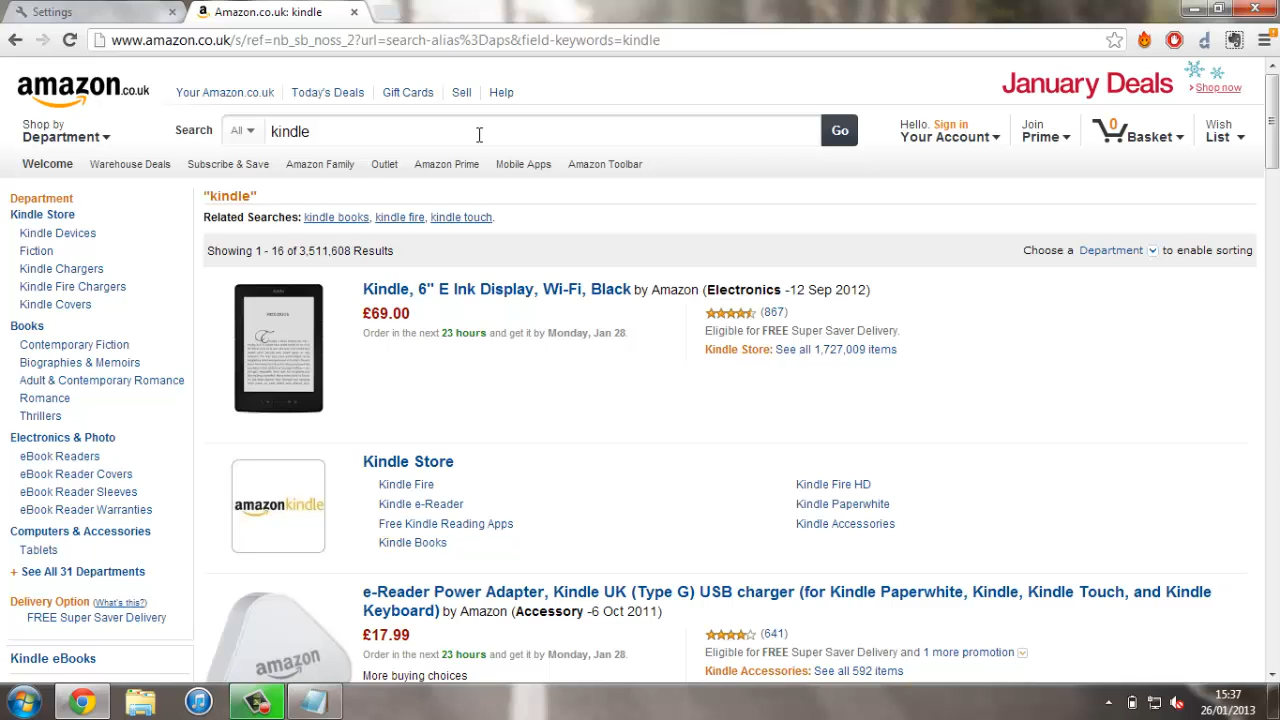 Settings
Amazon.co.uk: kindle
www.amazon.co.uk/s/ref=nb_sb_noss_2?url=search-alias%3Daps&field-keywords=kindle
amazon.co.uk
Your Amazon.co.uk Today's Deals Gift Cards Sell Help
January Deals
> Shop now
Shop by
Department
Search All kindle Go
Hello. Sign in
Your Account
Join
Prime
0
Basket
Wish
List
Welcome Warehouse Deals Subscribe & Save Amazon Family Outlet Amazon Prime Mobile Apps Amazon Toolbar
Department
Kindle Store
Kindle Devices
Fiction
Kindle Chargers
Kindle Fire Chargers
Kindle Covers
Books
Contemporary Fiction
Biographies & Memoirs
Adult & Contemporary Romance
Romance
Thrillers
Electronics & Photo
eBook Readers
eBook Reader Covers
eBook Reader Sleeves
eBook Reader Warranties
Computers & Accessories
Tablets
+ See All 31 Departments
Delivery Option (What's this?)
FREE Super Saver Delivery
Kindle eBooks
"kindle"
Related Searches: kindle books, kindle fire, kindle touch.
Showing 1 - 16 of 3,511,608 Results
Choose a Department to enable sorting
Kindle, 6" E Ink Display, Wi-Fi, Black by Amazon (Electronics -12 Sep 2012)
£69.00
Order in the next 23 hours and get it by Monday, Jan 28.
(867)
Eligible for FREE Super Saver Delivery.
Kindle Store: See all 1,727,009 items
amazonkindle
Kindle Store
Kindle Fire
Kindle e-Reader
Free Kindle Reading Apps
Kindle Books
Kindle Fire HD
Kindle Paperwhite
Kindle Accessories
amazon
e-Reader Power Adapter, Kindle UK (Type G) USB charger (for Kindle Paperwhite, Kindle, Kindle Touch, and Kindle
Keyboard) by Amazon (Accessory -6 Oct 2011)
£17.99
Order in the next 23 hours and get it by Monday, Jan 28.
More buying choices
(641)
Eligible for FREE Super Saver Delivery and 1 more promotion
Kindle Accessories: See all 592 items
15:37
26/01/2013